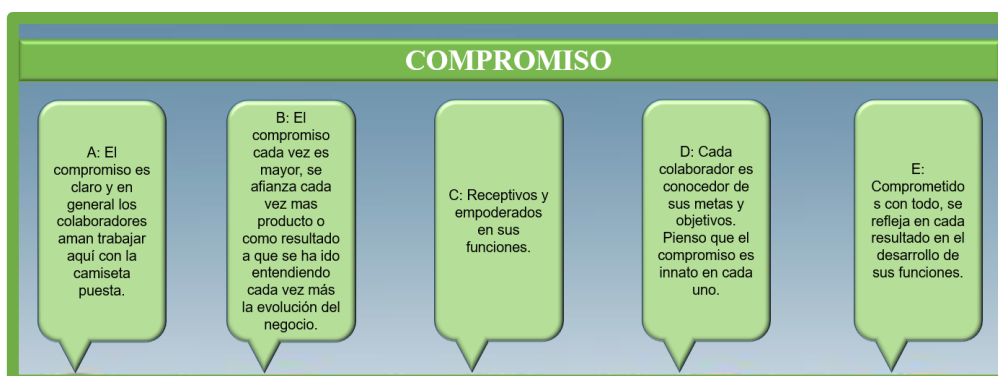 COMPROMISO
A: El
compromiso es
claro y en
general los
colaboradores
aman trabajar
aquí con la
camiseta
puesta.
B: El
compromiso
cada vez es
mayor, se
afianza cada
vez mas
producto o
como resultado
a que se ha ido
entendiendo
cada vez más
la evolución del
negocio.
C: Receptivos y
empoderados
en sus
funciones.
D: Cada
colaborador es
conocedor de
sus metas y
objetivos.
Pienso que el
compromiso es
innato en cada
uno.
E:
Comprometido
s con todo, se
refleja en cada
resultado en el
desarrollo de
sus funciones.